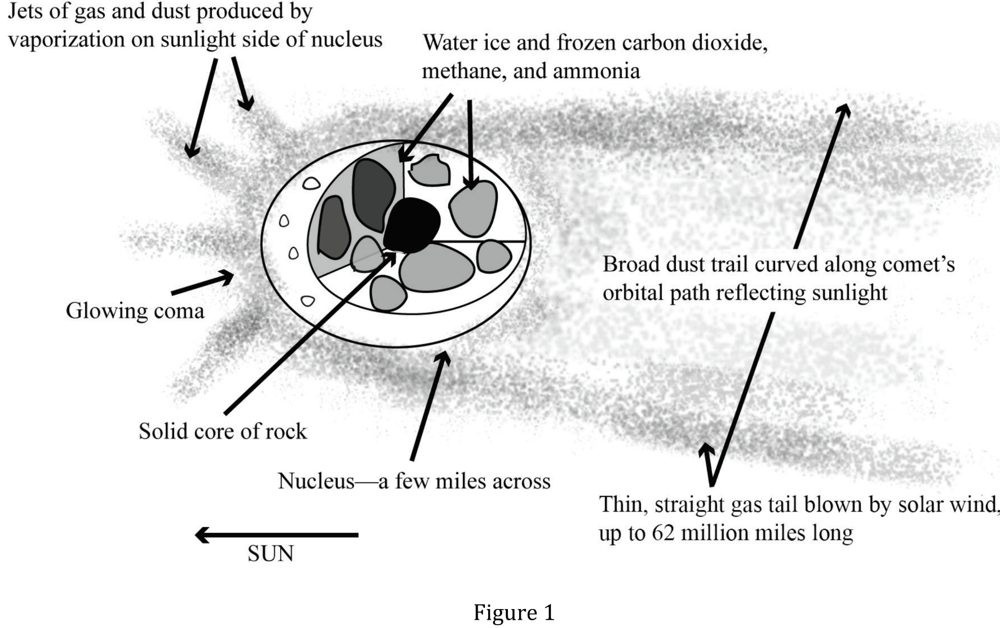 Jets of gas and dust produced by
vaporization on sunlight side of nucleus
Water ice and frozen carbon dioxide,
methane, and ammonia
Broad dust trail curved along comet’s
orbital path reflecting sunlight
Glowing coma
Solid core of rock
Nucleus—a few miles across
Thin, straight gas tail blown by solar wind,
up to 62 million miles long
SUN
Figure 1